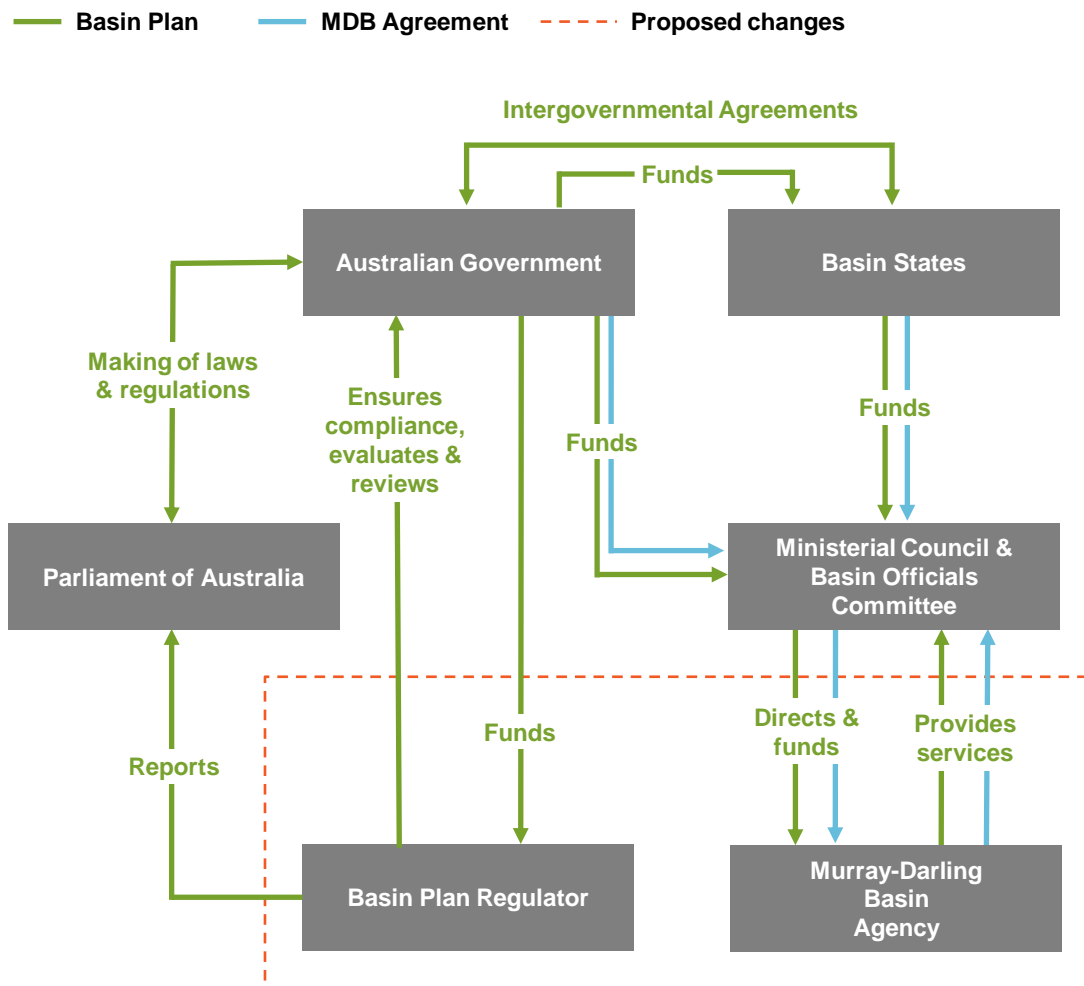 Basin Plan
MDB Agreement
Proposed changes
Intergovernmental Agreements
Funds
Australian Government
Basin States
Making of laws
& regulations
Ensures
compliance,
evaluates &
reviews
Funds
Funds
Parliament of Australia
Ministerial Council &
Basin Officials
Committee
Reports
Funds
Directs &
funds
Provides
services
Basin Plan Regulator
Murray-Darling
Basin
Agency